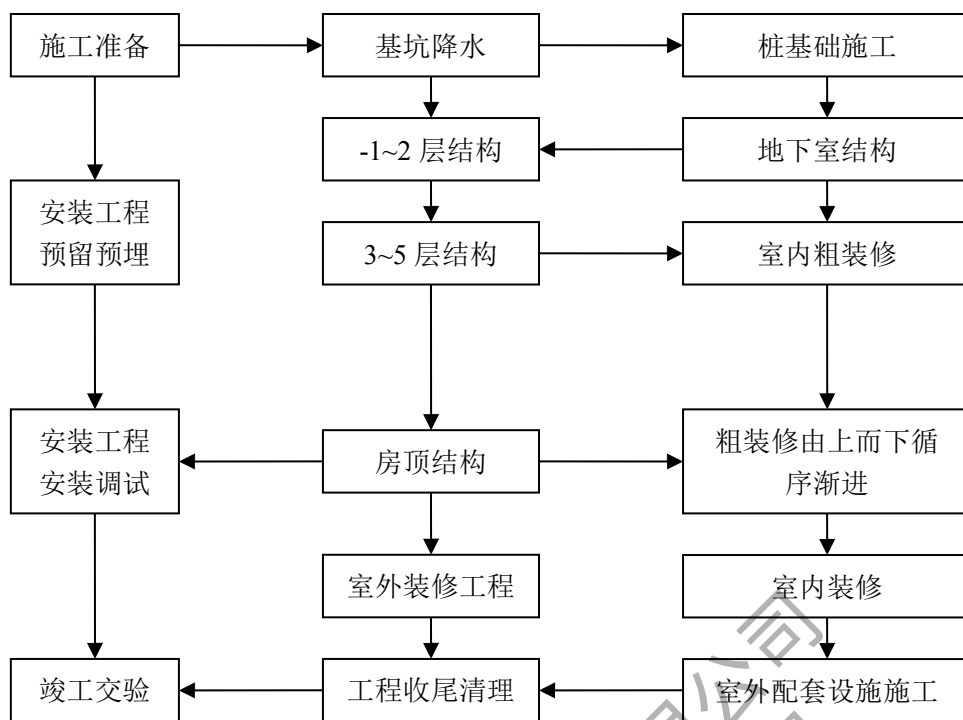 施工准备
基坑降水
桩基础施工
-1~2 层结构
地下室结构
安装工程
预留预埋
3~5 层结构
室内粗装修
安装工程
安装调试
房顶结构
粗装修由上而下循
序渐进
室外装修工程
室内装修
竣工交验
工程收尾清理
室外配套设施施工
公司